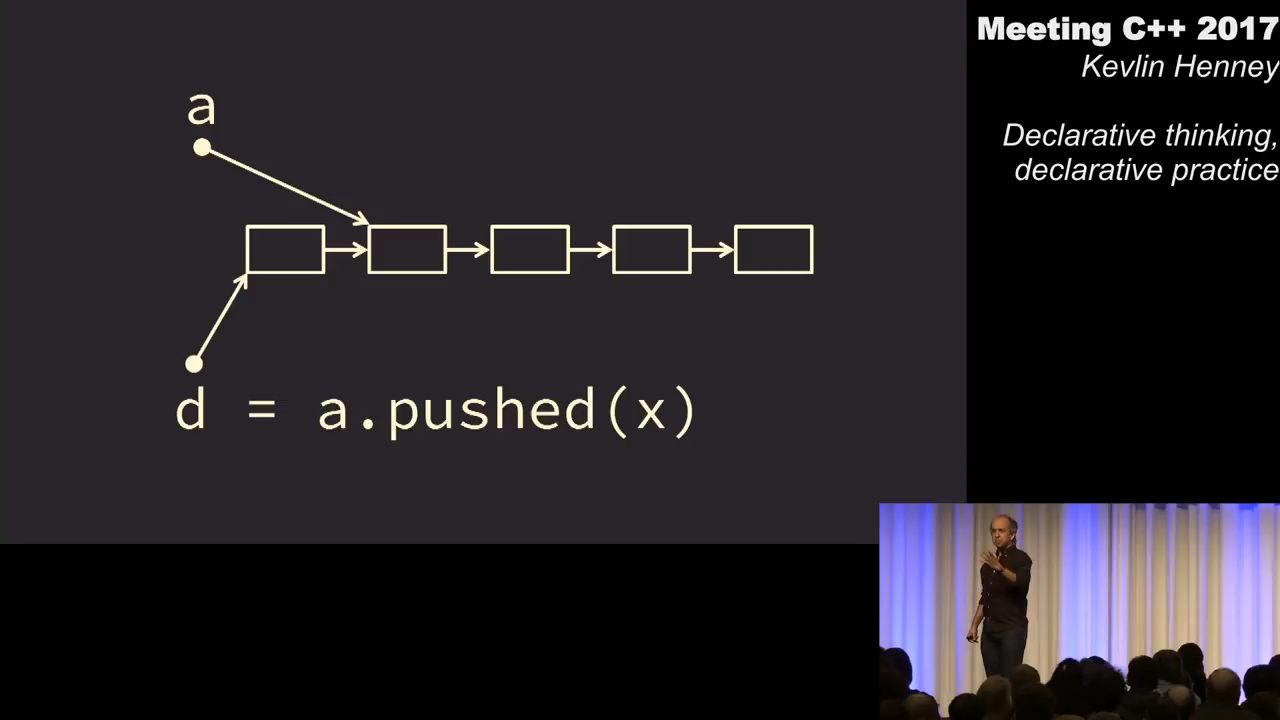 a
d = a.pushed(x)
Meeting C++ 2017
Kevlin Henney
Declarative thinking,
declarative practice